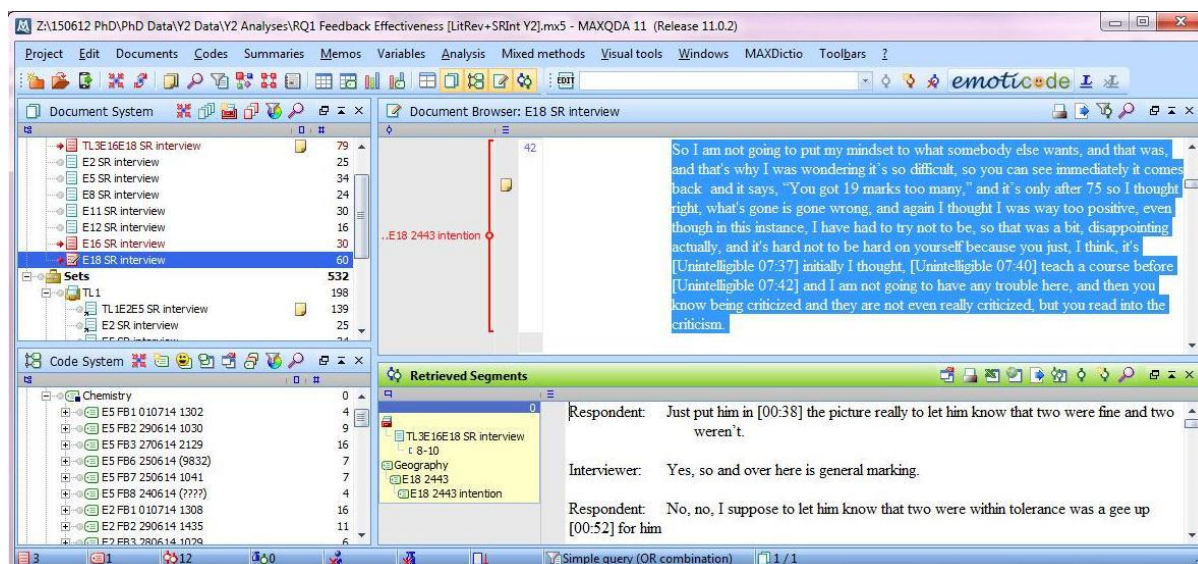 Z:\150612 PhD\PhD Data\Y2 Data\Y2 Analyses\RQ1 Feedback Effectiveness [LitRev+SRInt Y2].mx5 - MAXQDA 11 (Release 11.0.2)
Project Edit Documents Codes Summaries Memos Variables Analysis Mixed methods Visual tools Windows MAXDictio Toolbars ?
EDIT
emoticode
Document System
TL3E16E18 SR interview 79
E2 SR interview 25
E5 SR interview 34
E8 SR interview 24
E11 SR interview 30
E12 SR interview 16
E16 SR interview 30
E18 SR interview 60
Sets 532
TL1 198
TL1E2E5 SR interview 139
E2 SR interview 25
E5 SR interview 34
Document Browser: E18 SR interview
42
..E18 2443 intention
So I am not going to put my mindset to what somebody else wants, and that was,
and that's why I was wondering it's so difficult, so you can see immediately it comes
back and it says, "You got 19 marks too many," and it's only after 75 so I thought
right, what's gone is gone wrong, and again I thought I was way too positive, even
though in this instance, I have had to try not to be, so that was a bit, disappointing
actually, and it's hard not to be hard on yourself because you just, I think, it's
[Unintelligible 07:37] initially I thought, [Unintelligible 07:40] teach a course before
[Unintelligible 07:42] and I am not going to have any trouble here, and then you
know being criticized and they are not even really criticized, but you read into the
criticism.
Code System
Chemistry 0
E5 FB1 010714 1302 4
E5 FB2 290614 1030 9
E5 FB3 270614 2129 16
E5 FB6 250614 (9832) 7
E5 FB7 250614 1041 7
E5 FB8 240614 (????) 4
E2 FB1 010714 1308 16
E2 FB2 290614 1435 11
E2 FB3 280614 1029 6
Retrieved Segments
0
TL3E16E18 SR interview
8-10
Geography
E18 2443
E18 2443 intention
Respondent: Just put him in [00:38] the picture really to let him know that two were fine and two
weren't.
Interviewer: Yes, so and over here is general marking.
Respondent: No, no, I suppose to let him know that two were within tolerance was a gee up
[00:52] for him
3 1 12 0 Simple query (OR combination) 1 / 1